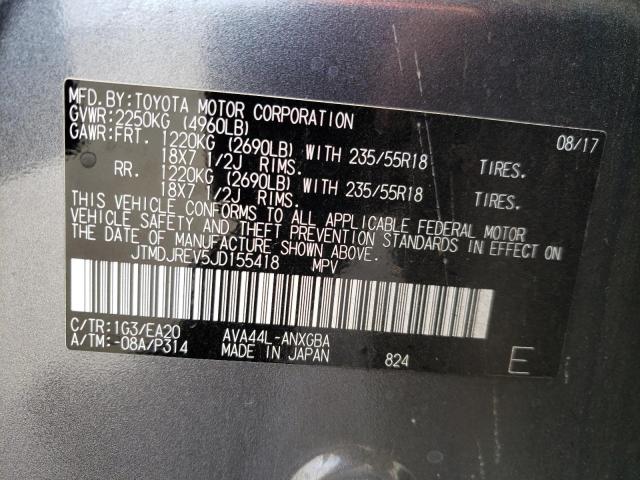 MFD.BY:TOYOTA MOTOR CORPORATION 08/17
GVWR:2250KG (4960LB)
GAWR:FRT. 1220KG (2690LB) WITH 235/55R18 TIRES.
18X7 1/2J RIMS.
RR. 1220KG (2690LB) WITH 235/55R18 TIRES.
18X7 1/2J RIMS.
THIS VEHICLE CONFORMS TO ALL APPLICABLE FEDERAL MOTOR
VEHICLE SAFETY AND THEFT PREVENTION STANDARDS IN EFFECT ON
THE DATE OF MANUFACTURE SHOWN ABOVE.
JTMDJREV5JD155418 MPV
C/TR:1G3/EA20 AVA44L-ANXGBA
A/TM:-08A/P314 MADE IN JAPAN 824 E